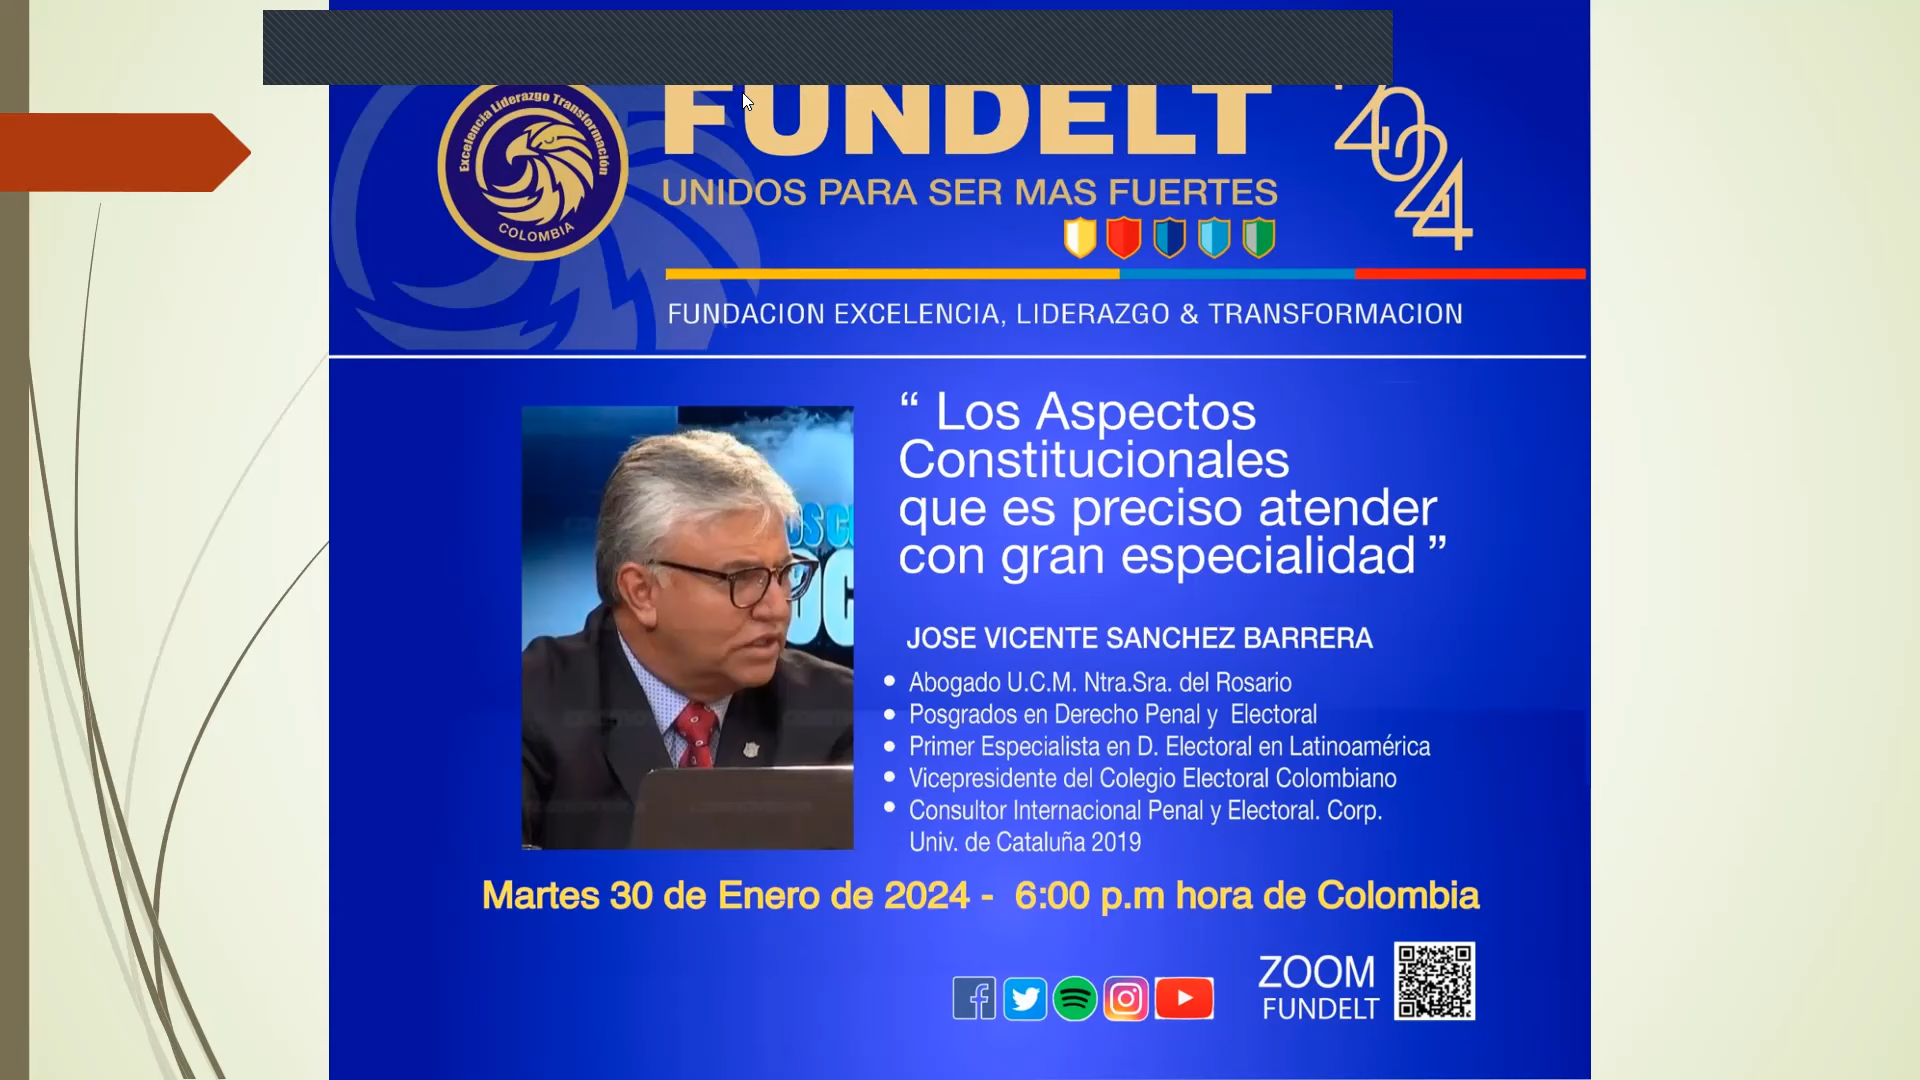 Excelencia Liderazgo Transformación
COLOMBIA
FUNDELT
2024
UNIDOS PARA SER MAS FUERTES
FUNDACION EXCELENCIA, LIDERAZGO & TRANSFORMACION
“ Los Aspectos
Constitucionales
que es preciso atender
con gran especialidad ”
JOSE VICENTE SANCHEZ BARRERA
• Abogado U.C.M. Ntra.Sra. del Rosario
• Posgrados en Derecho Penal y Electoral
• Primer Especialista en D. Electoral en Latinoamérica
• Vicepresidente del Colegio Electoral Colombiano
• Consultor Internacional Penal y Electoral. Corp.
Univ. de Cataluña 2019
Martes 30 de Enero de 2024 - 6:00 p.m hora de Colombia
ZOOM
FUNDELT